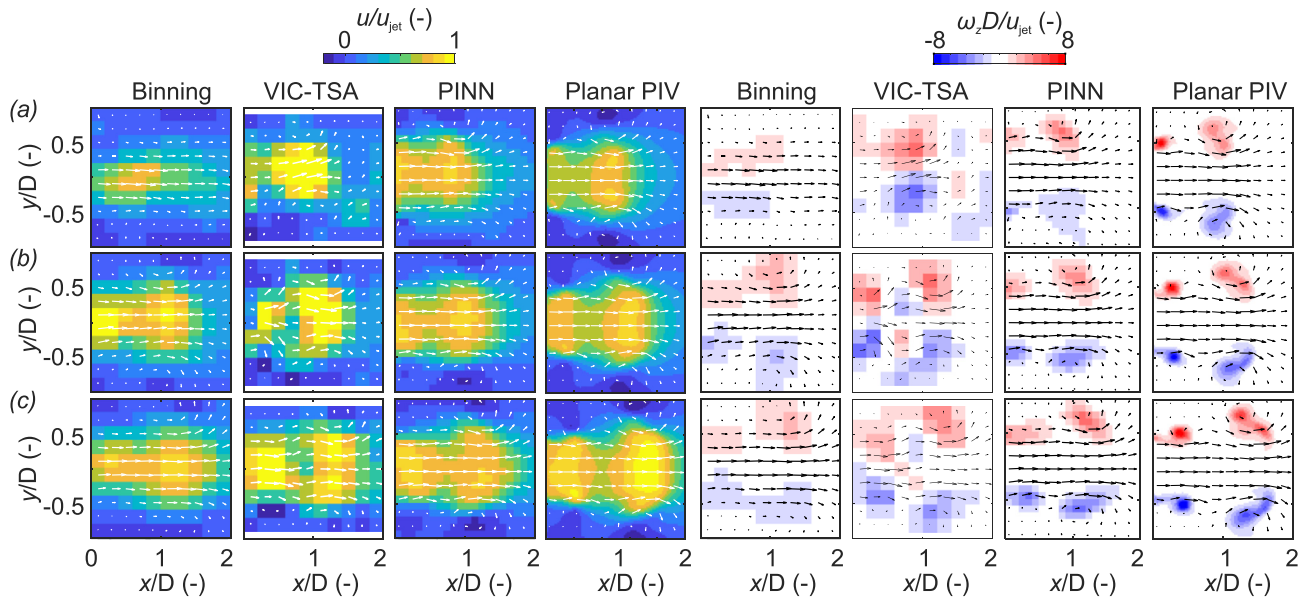 u/u_jet (-)
0 1
ω_zD/u_jet (-)
-8 8
Binning VIC-TSA PINN Planar PIV Binning VIC-TSA PINN Planar PIV
(a)
0.5
y/D (-)
-0.5
(b)
0.5
y/D (-)
-0.5
(c)
0.5
y/D (-)
-0.5
0 1 2 1 2 1 2 1 2 1 2 1 2 1 2 1 2
x/D (-) x/D (-) x/D (-) x/D (-) x/D (-) x/D (-) x/D (-) x/D (-)